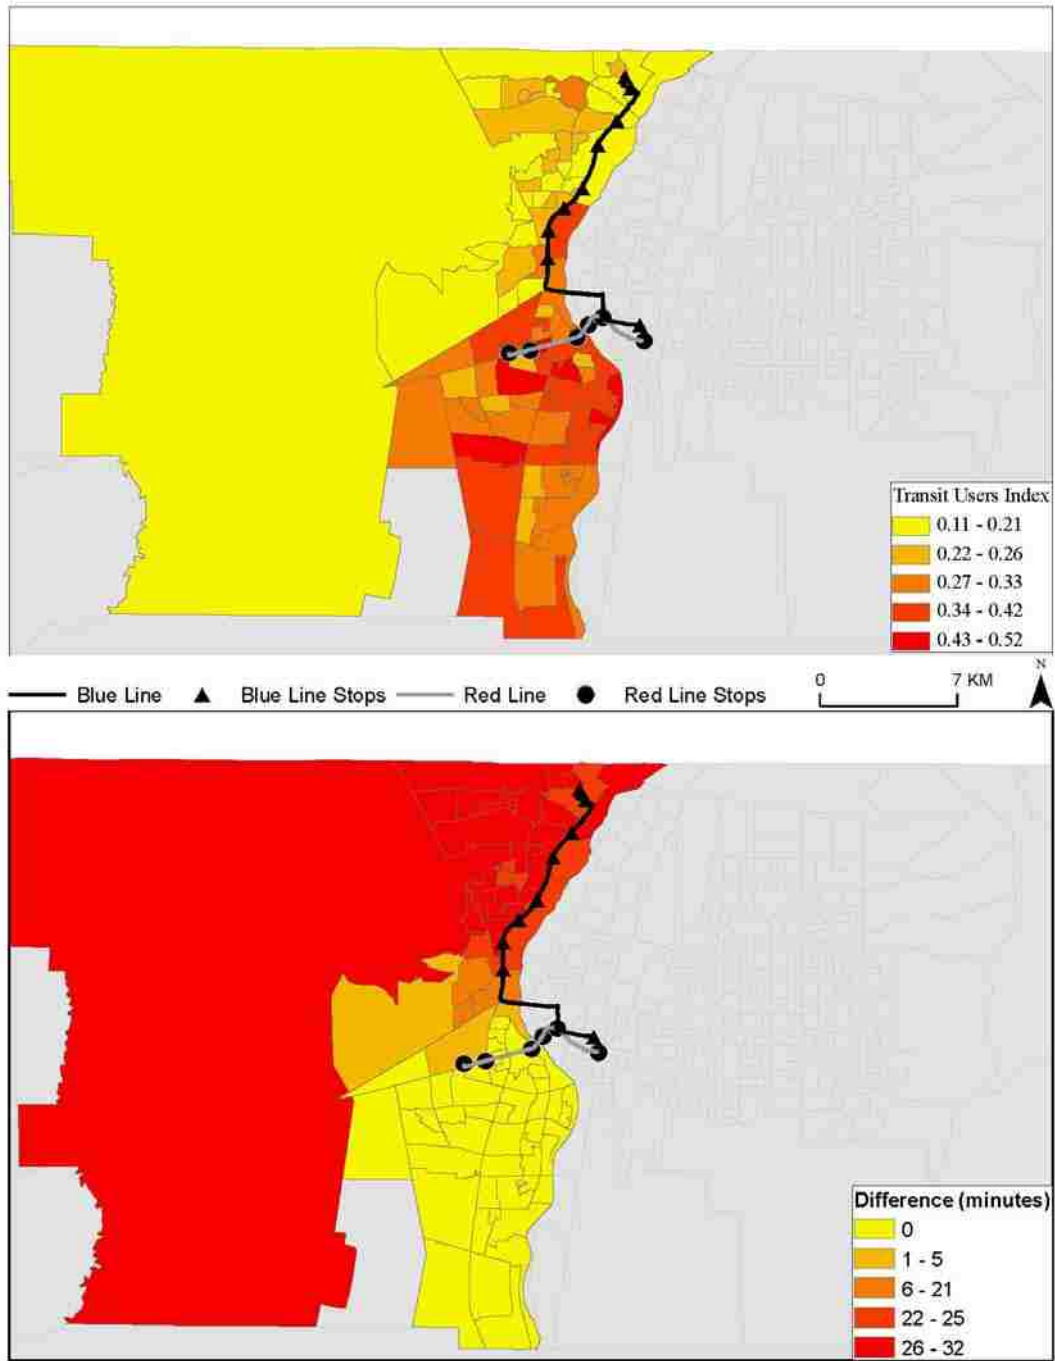 Transit Users Index
0.11 - 0.21
0.22 - 0.26
0.27 - 0.33
0.34 - 0.42
0.43 - 0.52
Blue Line Blue Line Stops Red Line Red Line Stops
0 7 KM
N
Difference (minutes)
0
1 - 5
6 - 21
22 - 25
26 - 32